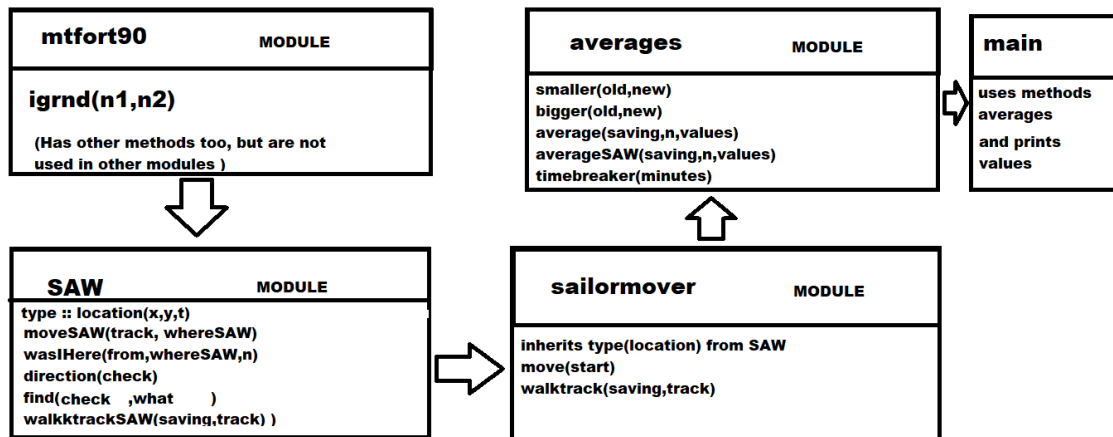 mtfort90 MODULE
igrnd(n1,n2)
(Has other methods too, but are not
used in other modules )
SAW MODULE
type :: location(x,y,t)
moveSAW(track, whereSAW)
wasIHere(from,whereSAW,n)
direction(check)
find(check ,what )
walkktrackSAW(saving,track) )
sailormover MODULE
inherits type(location) from SAW
move(start)
walktrack(saving,track)
averages MODULE
smaller(old,new)
bigger(old,new)
average(saving,n,values)
averageSAW(saving,n,values)
timebreaker(minutes)
main
uses methods
averages
and prints
values